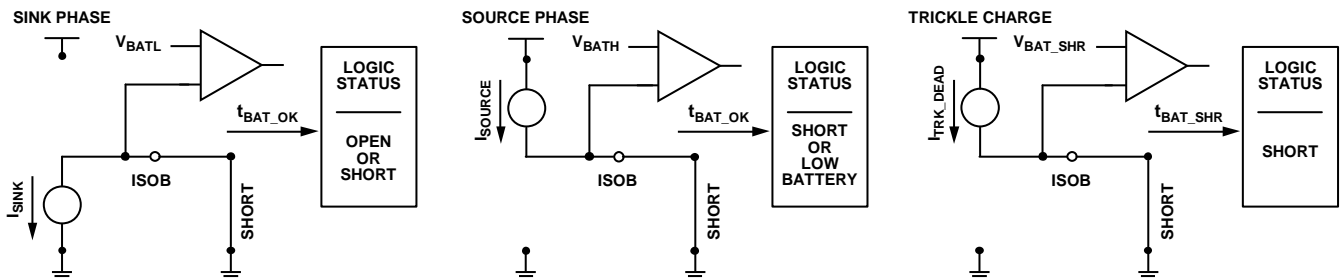 SINK PHASE
V_BATL
LOGIC
STATUS
t_BAT_OK
OPEN
OR
SHORT
ISOB
I_SINK
SHORT
SOURCE PHASE
V_BATH
LOGIC
STATUS
I_SOURCE
t_BAT_OK
SHORT
OR
LOW
BATTERY
ISOB
SHORT
TRICKLE CHARGE
V_BAT_SHR
LOGIC
STATUS
I_TRK_DEAD
t_BAT_SHR
SHORT
ISOB
SHORT